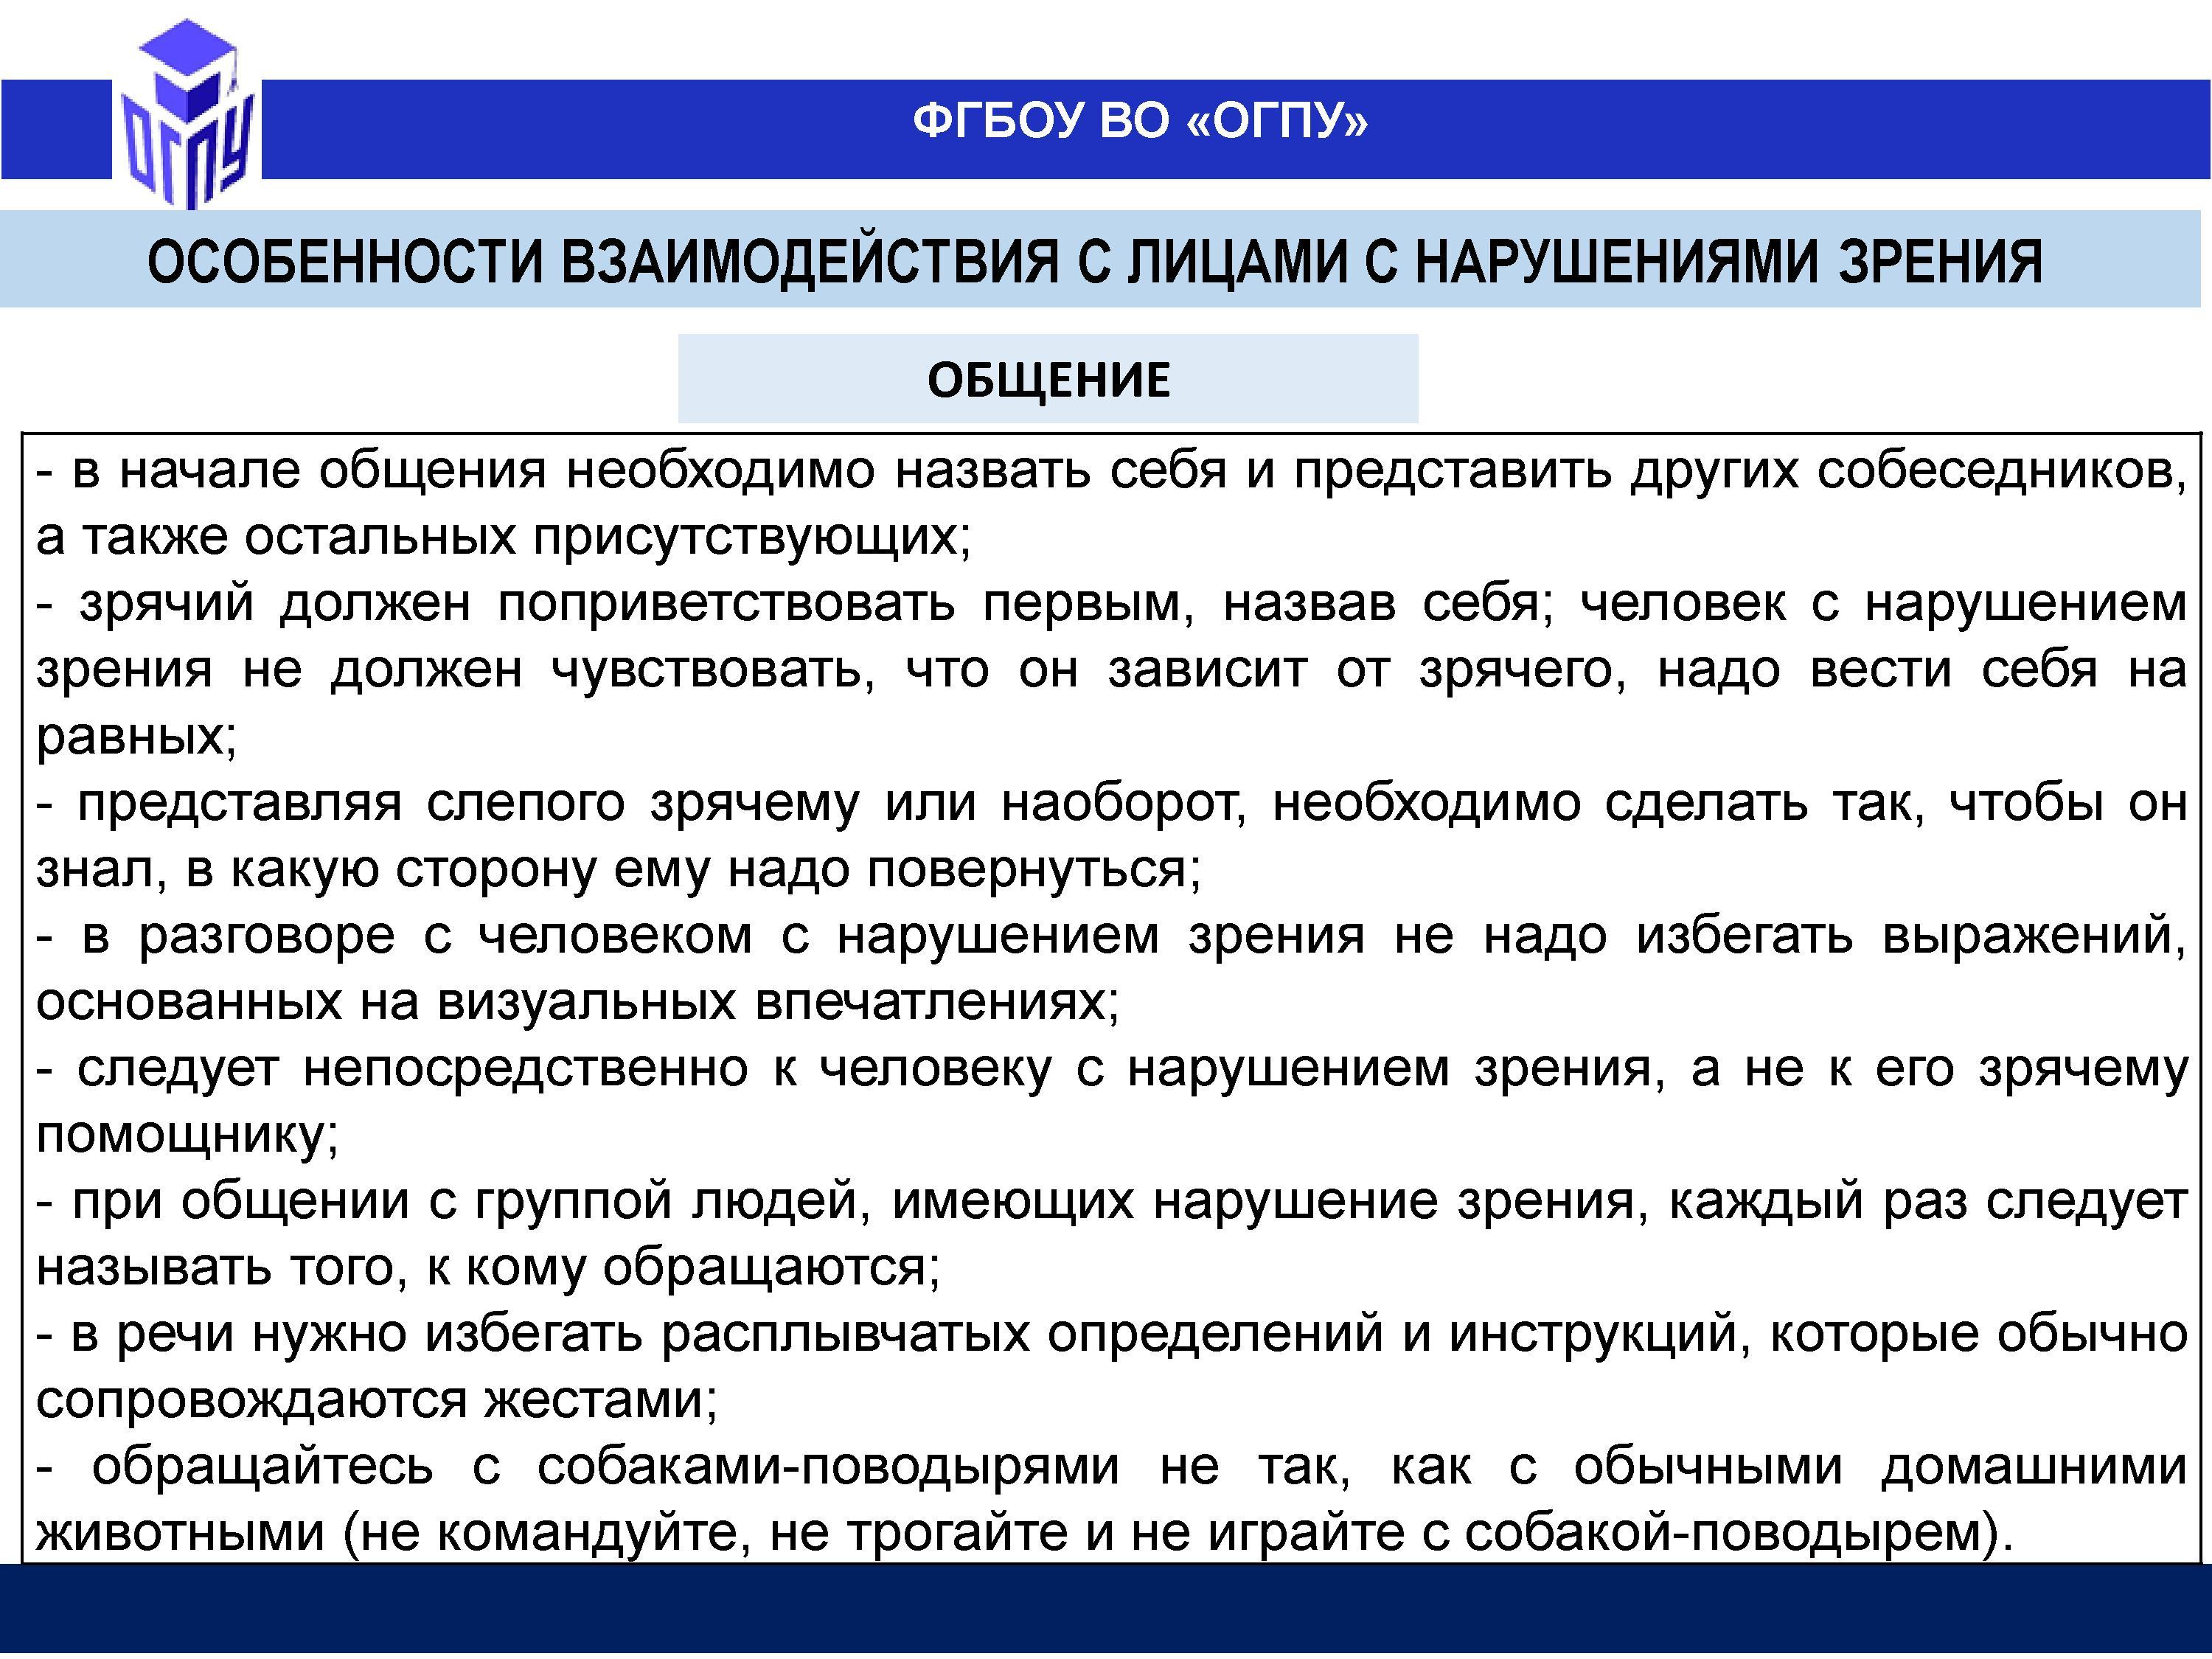 ОГПУ
ФГБОУ ВО «ОГПУ»
ОСОБЕННОСТИ ВЗАИМОДЕЙСТВИЯ С ЛИЦАМИ С НАРУШЕНИЯМИ ЗРЕНИЯ
ОБЩЕНИЕ
- в начале общения необходимо назвать себя и представить других собеседников,
а также остальных присутствующих;
- зрячий должен поприветствовать первым, назвав себя; человек с нарушением
зрения не должен чувствовать, что он зависит от зрячего, надо вести себя на
равных;
- представляя слепого зрячему или наоборот, необходимо сделать так, чтобы он
знал, в какую сторону ему надо повернуться;
- в разговоре с человеком с нарушением зрения не надо избегать выражений,
основанных на визуальных впечатлениях;
- следует непосредственно к человеку с нарушением зрения, а не к его зрячему
помощнику;
- при общении с группой людей, имеющих нарушение зрения, каждый раз следует
называть того, к кому обращаются;
- в речи нужно избегать расплывчатых определений и инструкций, которые обычно
сопровождаются жестами;
- обращайтесь с собаками-поводырями не так, как с обычными домашними
животными (не командуйте, не трогайте и не играйте с собакой-поводырем).